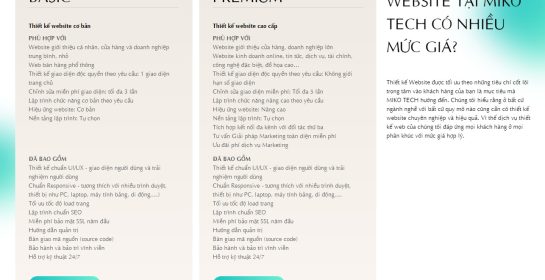 BASIC
Thiết kế website cơ bản
PHÙ HỢP VỚI
Website giới thiệu cá nhân, cửa hàng và doanh nghiệp
trung bình, nhỏ
Web bán hàng phổ thông
Thiết kế giao diện độc quyền theo yêu cầu: 1 giao diện
trang chủ
Chỉnh sửa miễn phí giao diện: tối đa 3 lần
Lập trình chức năng cơ bản theo yêu cầu
Hiệu ứng website: Cơ bản
Nền tảng lập trình: Tự chọn
ĐÃ BAO GỒM
Thiết kế chuẩn UI/UX - giao diện người dùng và trải
nghiệm người dùng
Chuẩn Responsive - tương thích với nhiều trình duyệt,
thiết bị như PC, laptop, máy tính bảng, di động,...)
Tối ưu tốc độ load trang
Lập trình chuẩn SEO
Miễn phí bảo mật SSL năm đầu
Hướng dẫn quản trị
Bàn giao mã nguồn (source code)
Bảo hành và bảo trì vĩnh viễn
Hỗ trợ kỹ thuật 24/7
PREMIUM
Thiết kế website cao cấp
PHÙ HỢP VỚI
Website giới thiệu cửa hàng, doanh nghiệp lớn
Website kinh doanh online, tin tức, dịch vụ, tài chính,
công nghệ đặc biệt, đồ họa cao...
Thiết kế giao diện độc quyền theo yêu cầu: Không giới
hạn số giao diện
Chỉnh sửa giao diện miễn phí: Tối đa 3 lần
Lập trình chức năng nâng cao theo yêu cầu
Hiệu ứng website: Nâng cao
Nền tảng lập trình: Tự chọn
Tích hợp kết nối đa kênh với đối tác thứ ba
Tư vấn Giải pháp Marketing toàn diện miễn phí
Ưu đãi phí dịch vụ Marketing
ĐÃ BAO GỒM
Thiết kế chuẩn UI/UX - giao diện người dùng và trải
nghiệm người dùng
Chuẩn Responsive - tương thích với nhiều trình duyệt,
thiết bị như PC, laptop, máy tính bảng, di động,...)
Tối ưu tốc độ load trang
Lập trình chuẩn SEO
Miễn phí bảo mật SSL năm đầu
Hướng dẫn quản trị
Bàn giao mã nguồn (source code)
Bảo hành và bảo trì vĩnh viễn
Hỗ trợ kỹ thuật 24/7
WEBSITE TẠI MIKO
TECH CÓ NHIỀU
MỨC GIÁ?
Thiết kế Website được tối ưu theo những tiêu chí cốt lõi
trọng tâm vào khách hàng của bạn là mục tiêu mà
MIKO TECH hướng đến. Chúng tôi hiểu rằng ở bất cứ
ngành nghề với bất cứ quy mô nào cũng cần có thiết kế
website chuyên nghiệp và hiệu quả. Vì thế dịch vụ thiết
kế web của chúng tôi đáp ứng mọi khách hàng ở mọi
phân khúc với mức giá hợp lý.